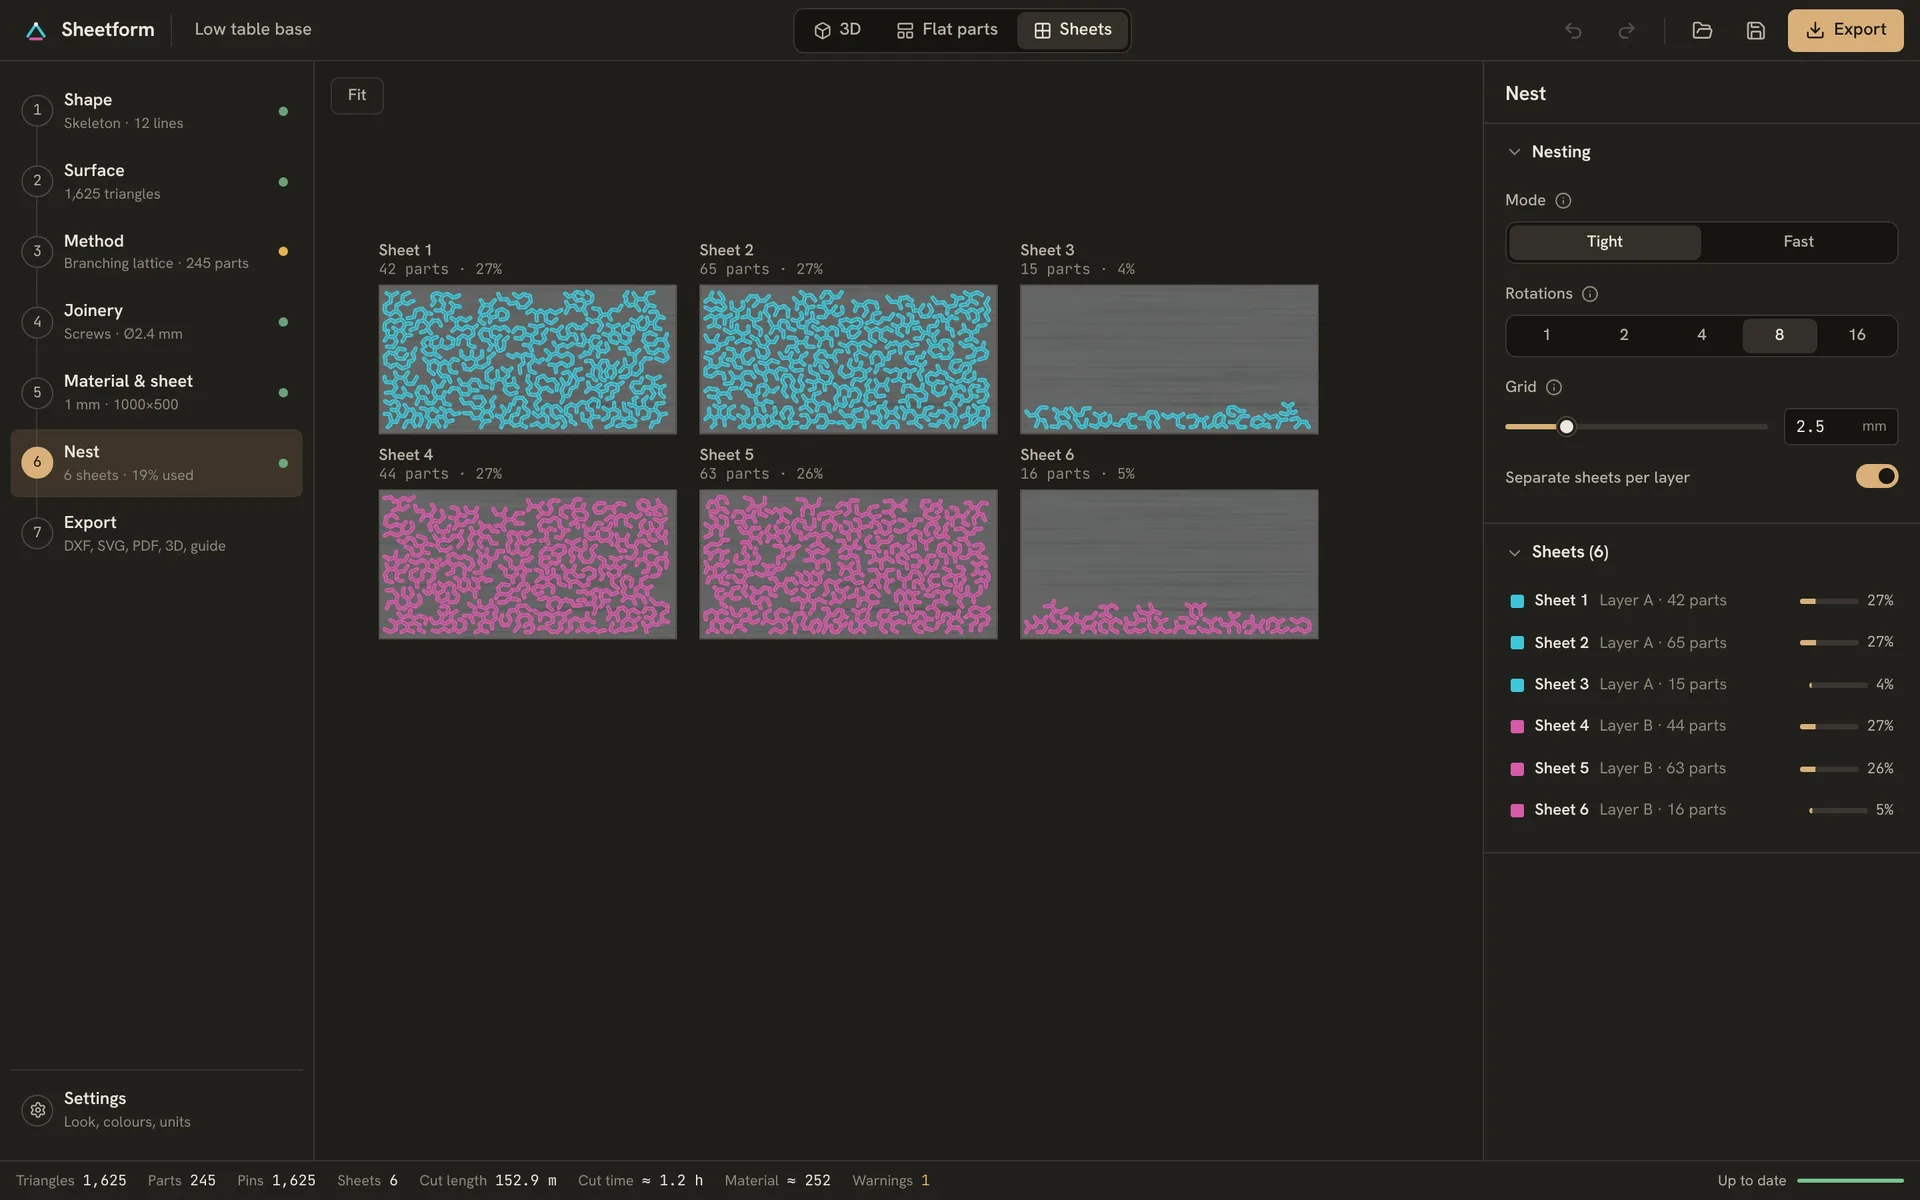 Sheetform
Low table base
3D
Flat parts
Sheets
Export
1
Shape
Skeleton · 12 lines
2
Surface
1,625 triangles
3
Method
Branching lattice · 245 parts
4
Joinery
Screws · Ø2.4 mm
5
Material & sheet
1 mm · 1000×500
6
Nest
6 sheets · 19% used
7
Export
DXF, SVG, PDF, 3D, guide
Settings
Look, colours, units
Fit
Sheet 1
42 parts · 27%
Sheet 2
65 parts · 27%
Sheet 3
15 parts · 4%
Sheet 4
44 parts · 27%
Sheet 5
63 parts · 26%
Sheet 6
16 parts · 5%
Nest
Nesting
Mode
Tight
Fast
Rotations
1
2
4
8
16
Grid
2.5 mm
Separate sheets per layer
Sheets (6)
Sheet 1 Layer A · 42 parts 27%
Sheet 2 Layer A · 65 parts 27%
Sheet 3 Layer A · 15 parts 4%
Sheet 4 Layer B · 44 parts 27%
Sheet 5 Layer B · 63 parts 26%
Sheet 6 Layer B · 16 parts 5%
Triangles 1,625 Parts 245 Pins 1,625 Sheets 6 Cut length 152.9 m Cut time ≈ 1.2 h Material ≈ 252 Warnings 1
Up to date